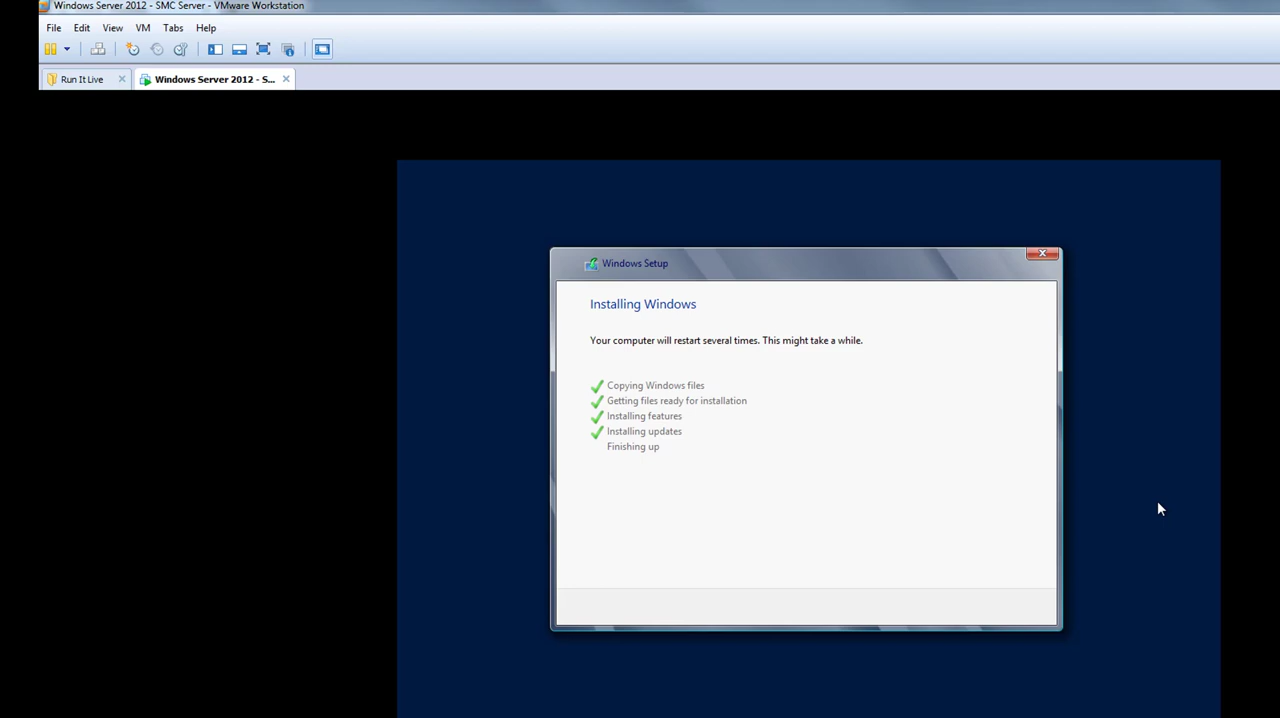 Windows Server 2012 - SMC Server - VMware Workstation
File Edit View VM Tabs Help
Run It Live Windows Server 2012 - S...
Windows Setup
Installing Windows
Your computer will restart several times. This might take a while.
Copying Windows files
Getting files ready for installation
Installing features
Installing updates
Finishing up